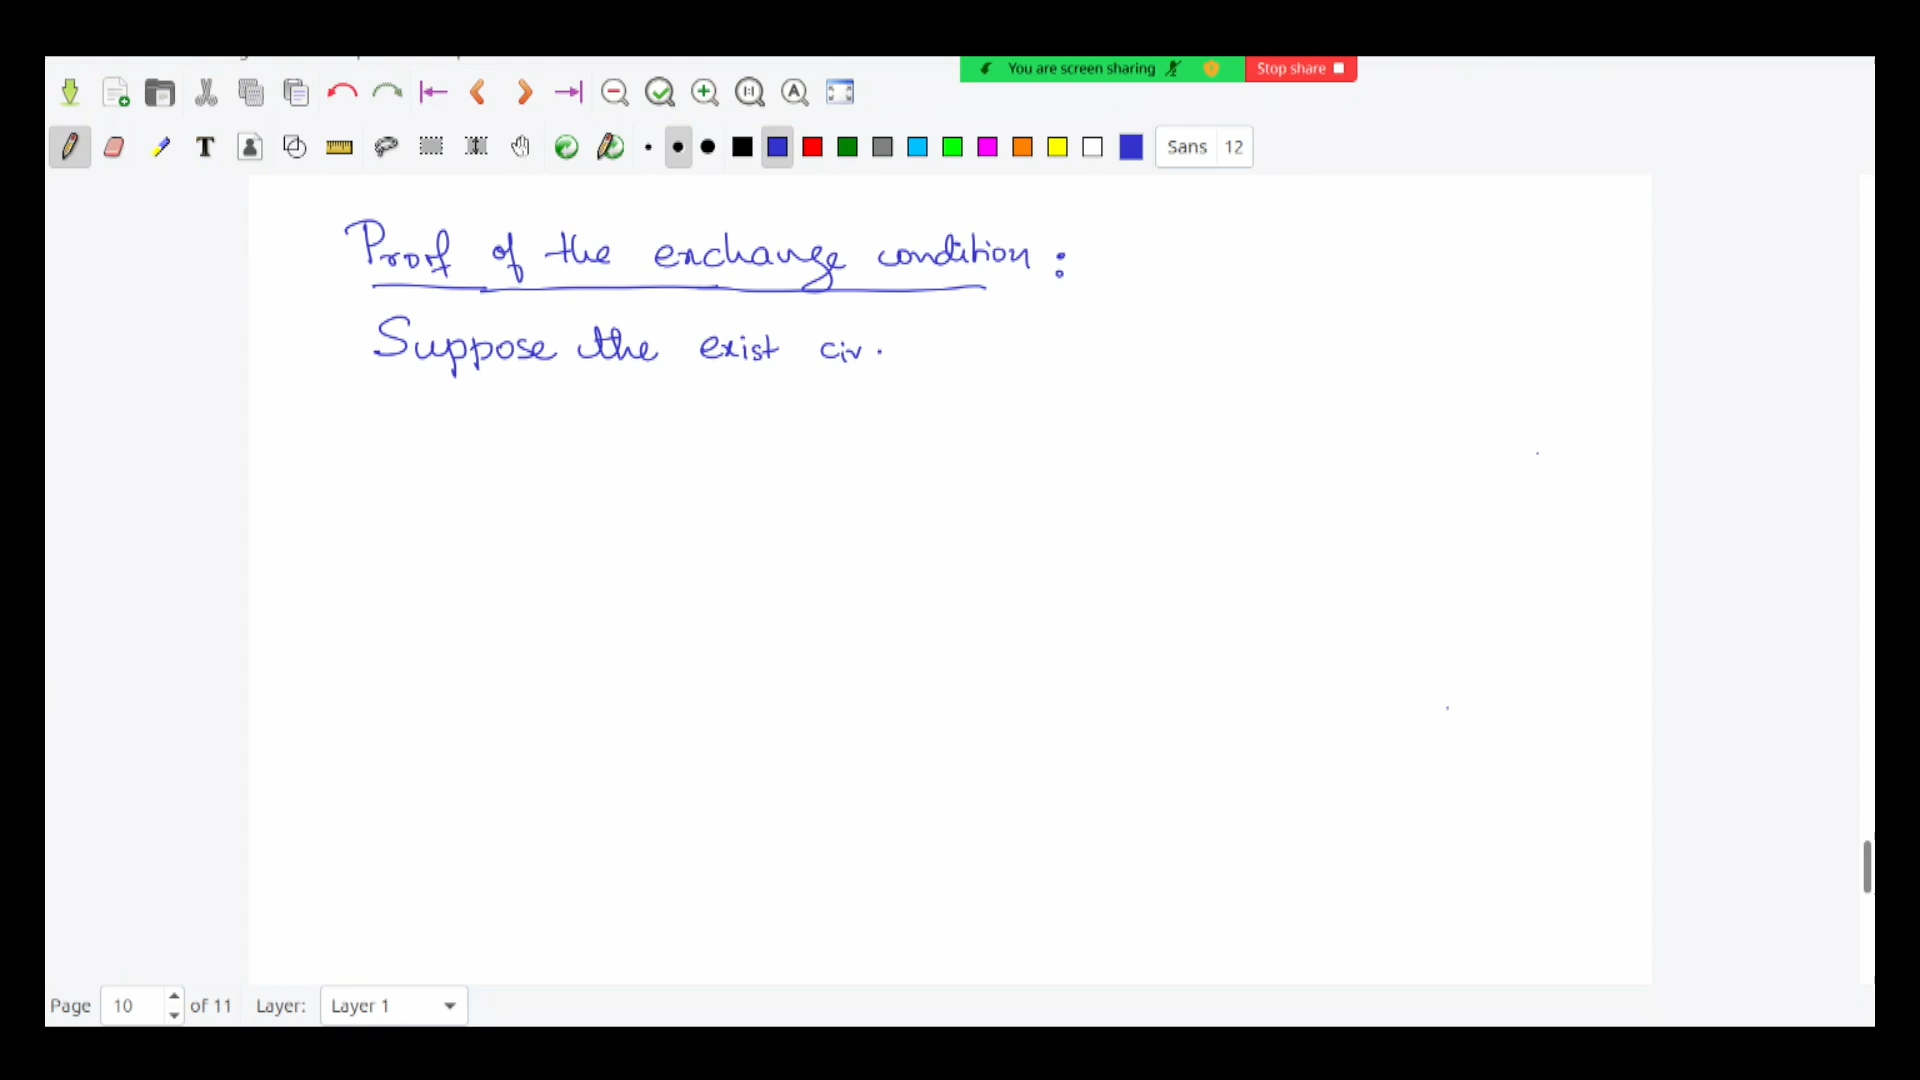 You are screen sharing Stop share
Sans 12
Proof of the exchange condition :
Suppose the exist civ.
Page 10 of 11 Layer: Layer 1